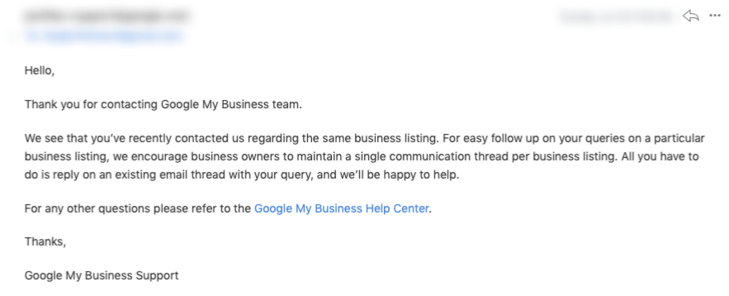 Hello,
Thank you for contacting Google My Business team.
We see that you've recently contacted us regarding the same business listing. For easy follow up on your queries on a particular
business listing, we encourage business owners to maintain a single communication thread per business listing. All you have to
do is reply on an existing email thread with your query, and we'll be happy to help.
For any other questions please refer to the Google My Business Help Center.
Thanks,
Google My Business Support